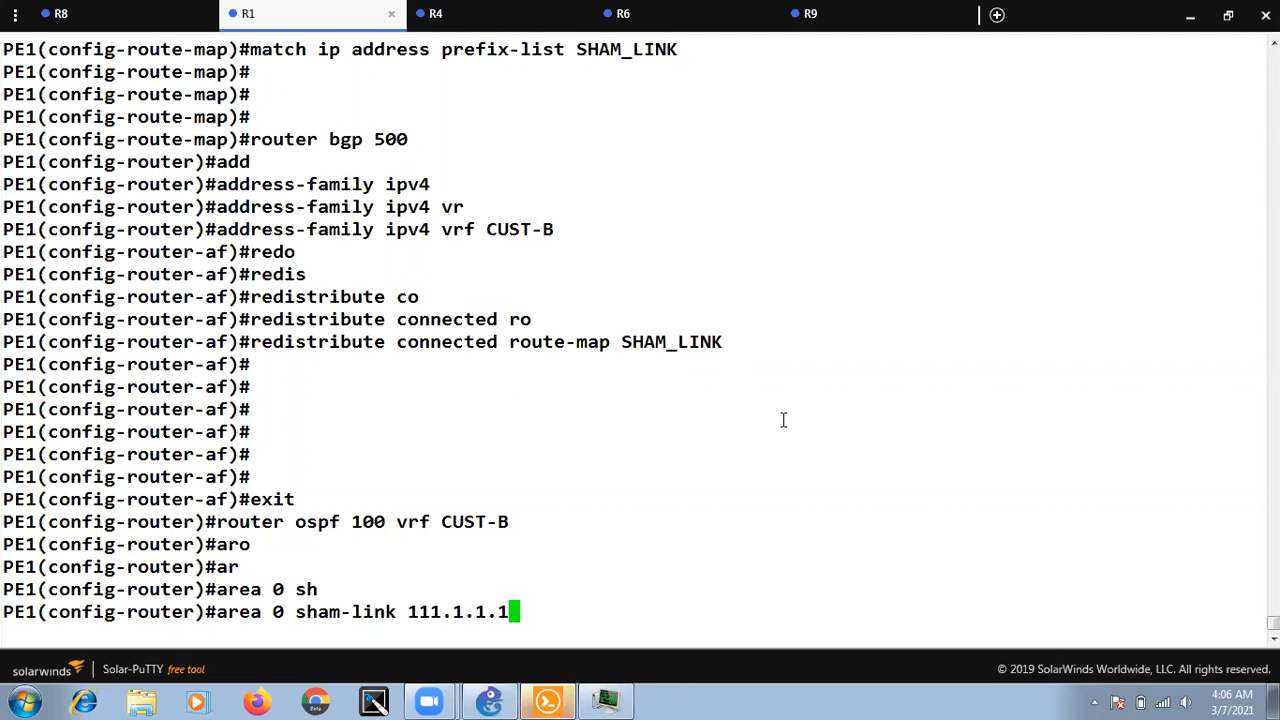 R8
R1
R4
R6
R9
PE1(config-route-map)#match ip address prefix-list SHAM_LINK
PE1(config-route-map)#
PE1(config-route-map)#
PE1(config-route-map)#
PE1(config-route-map)#router bgp 500
PE1(config-router)#add
PE1(config-router)#address-family ipv4
PE1(config-router)#address-family ipv4 vr
PE1(config-router)#address-family ipv4 vrf CUST-B
PE1(config-router-af)#redo
PE1(config-router-af)#redis
PE1(config-router-af)#redistribute co
PE1(config-router-af)#redistribute connected ro
PE1(config-router-af)#redistribute connected route-map SHAM_LINK
PE1(config-router-af)#
PE1(config-router-af)#
PE1(config-router-af)#
PE1(config-router-af)#
PE1(config-router-af)#
PE1(config-router-af)#
PE1(config-router-af)#exit
PE1(config-router)#router ospf 100 vrf CUST-B
PE1(config-router)#aro
PE1(config-router)#ar
PE1(config-router)#area 0 sh
PE1(config-router)#area 0 sham-link 111.1.1.1
solarwinds | Solar-PuTTY free tool
© 2019 SolarWinds Worldwide, LLC. All rights reserved.
Beta
4:06 AM
3/7/2021